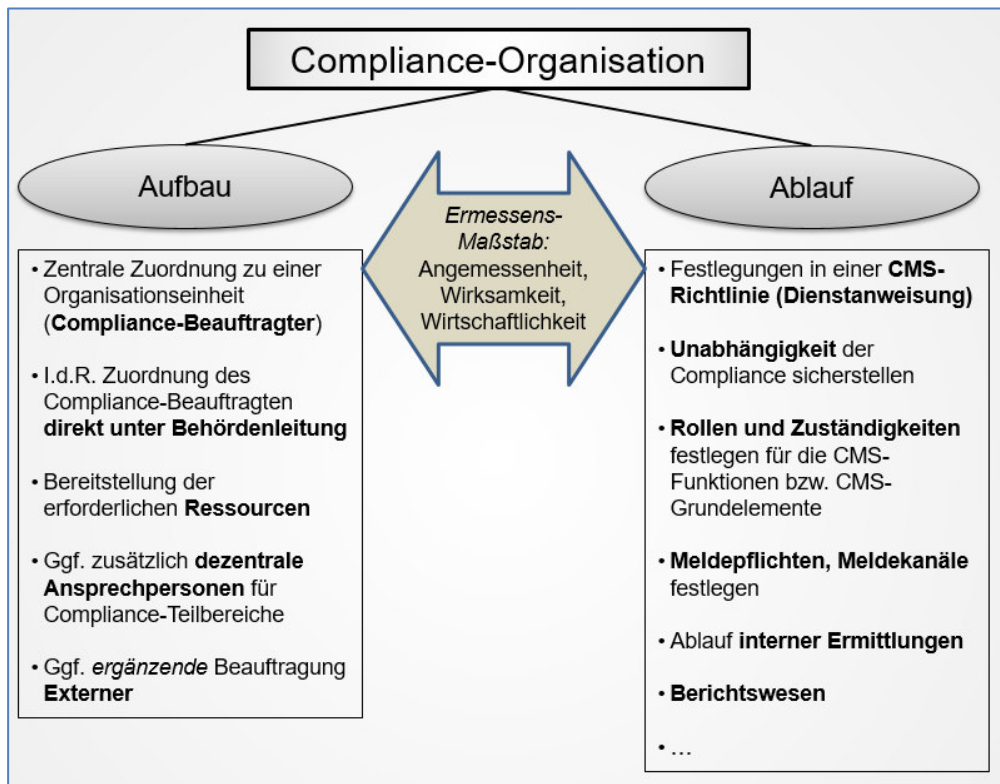 Compliance-Organisation
Aufbau
• Zentrale Zuordnung zu einer
Organisationseinheit
(Compliance-Beauftragter)
• I.d.R. Zuordnung des
Compliance-Beauftragten
direkt unter Behördenleitung
• Bereitstellung der
erforderlichen Ressourcen
• Ggf. zusätzlich dezentrale
Ansprechpersonen für
Compliance-Teilbereiche
• Ggf. ergänzende Beauftragung
Externer
Ermessens-
Maßstab:
Angemessenheit,
Wirksamkeit,
Wirtschaftlichkeit
Ablauf
• Festlegungen in einer CMS-
Richtlinie (Dienstanweisung)
• Unabhängigkeit der
Compliance sicherstellen
• Rollen und Zuständigkeiten
festlegen für die CMS-
Funktionen bzw. CMS-
Grundelemente
• Meldepflichten, Meldekanäle
festlegen
• Ablauf interner Ermittlungen
• Berichtswesen
• …